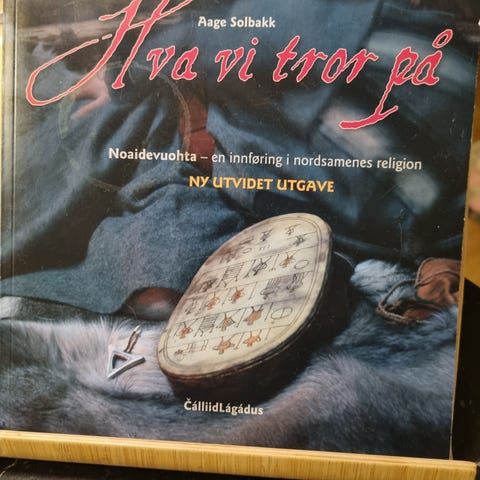 Aage Solbakk
Hva vi tror på
Noaidevuohta – en innføring i nordsamenes religion
NY UTVIDET UTGAVE
ČálliidLágádus